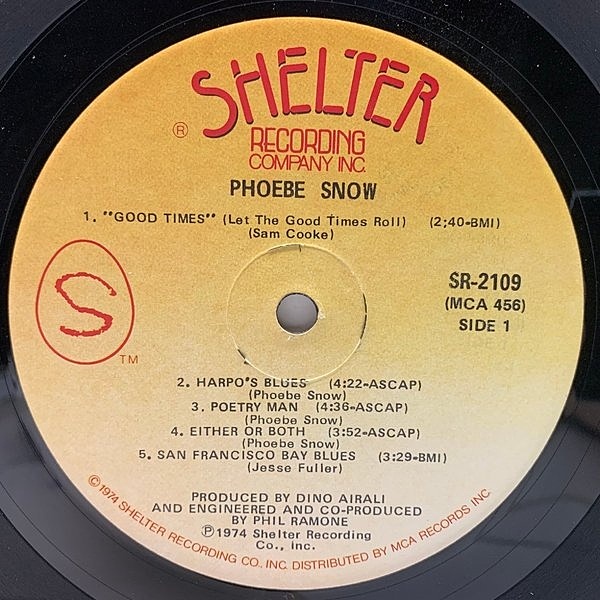 SHELTER
®
RECORDING
COMPANY INC.
PHOEBE SNOW
1. "GOOD TIMES" (Let The Good Times Roll) (2;40-BMI)
(Sam Cooke)
SR-2109
(MCA 456)
SIDE 1
S
TM
2. HARPO'S BLUES (4:22-ASCAP)
(Phoebe Snow)
3. POETRY MAN (4:36-ASCAP)
(Phoebe Snow)
4. EITHER OR BOTH (3:52-ASCAP)
(Phoebe Snow)
5. SAN FRANCISCO BAY BLUES (3:29-BMI)
(Jesse Fuller)
PRODUCED BY DINO AIRALI
AND ENGINEERED AND CO-PRODUCED
BY PHIL RAMONE
℗1974 Shelter Recording
Co., Inc.
©1974 SHELTER RECORDING CO. INC. DISTRIBUTED BY MCA RECORDS INC.